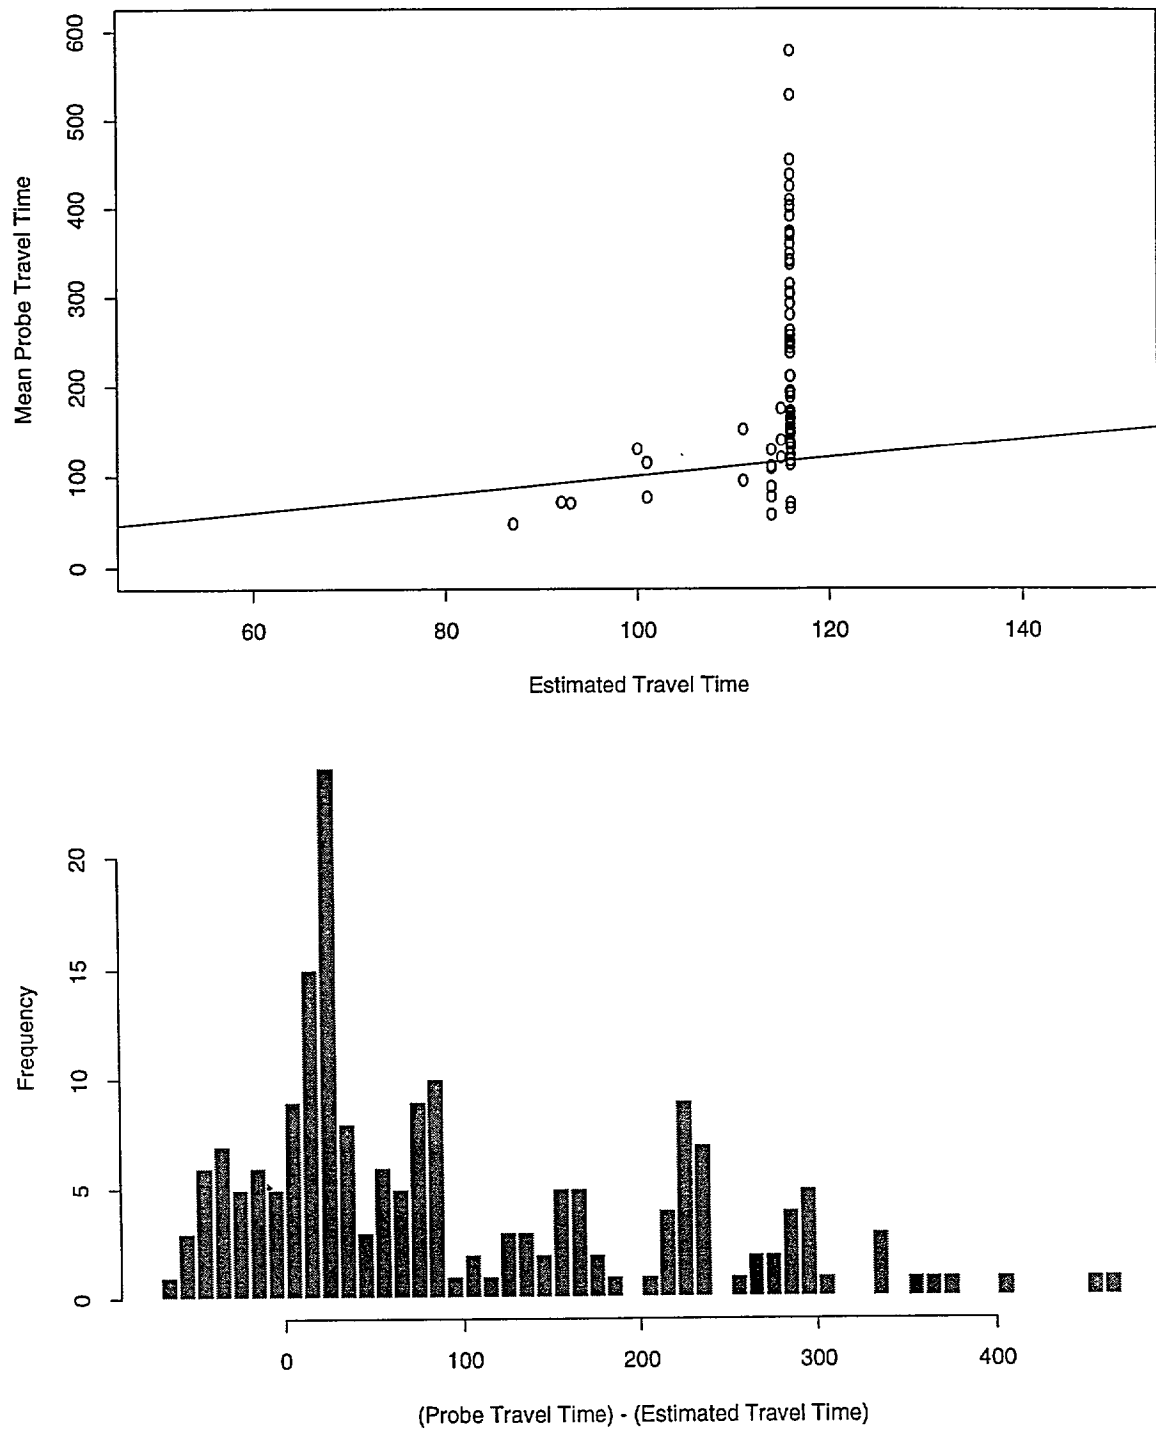 600
500
400
300
200
100
0
Mean Probe Travel Time
60 80 100 120 140
Estimated Travel Time
20
15
10
5
0
Frequency
0 100 200 300 400
(Probe Travel Time) - (Estimated Travel Time)